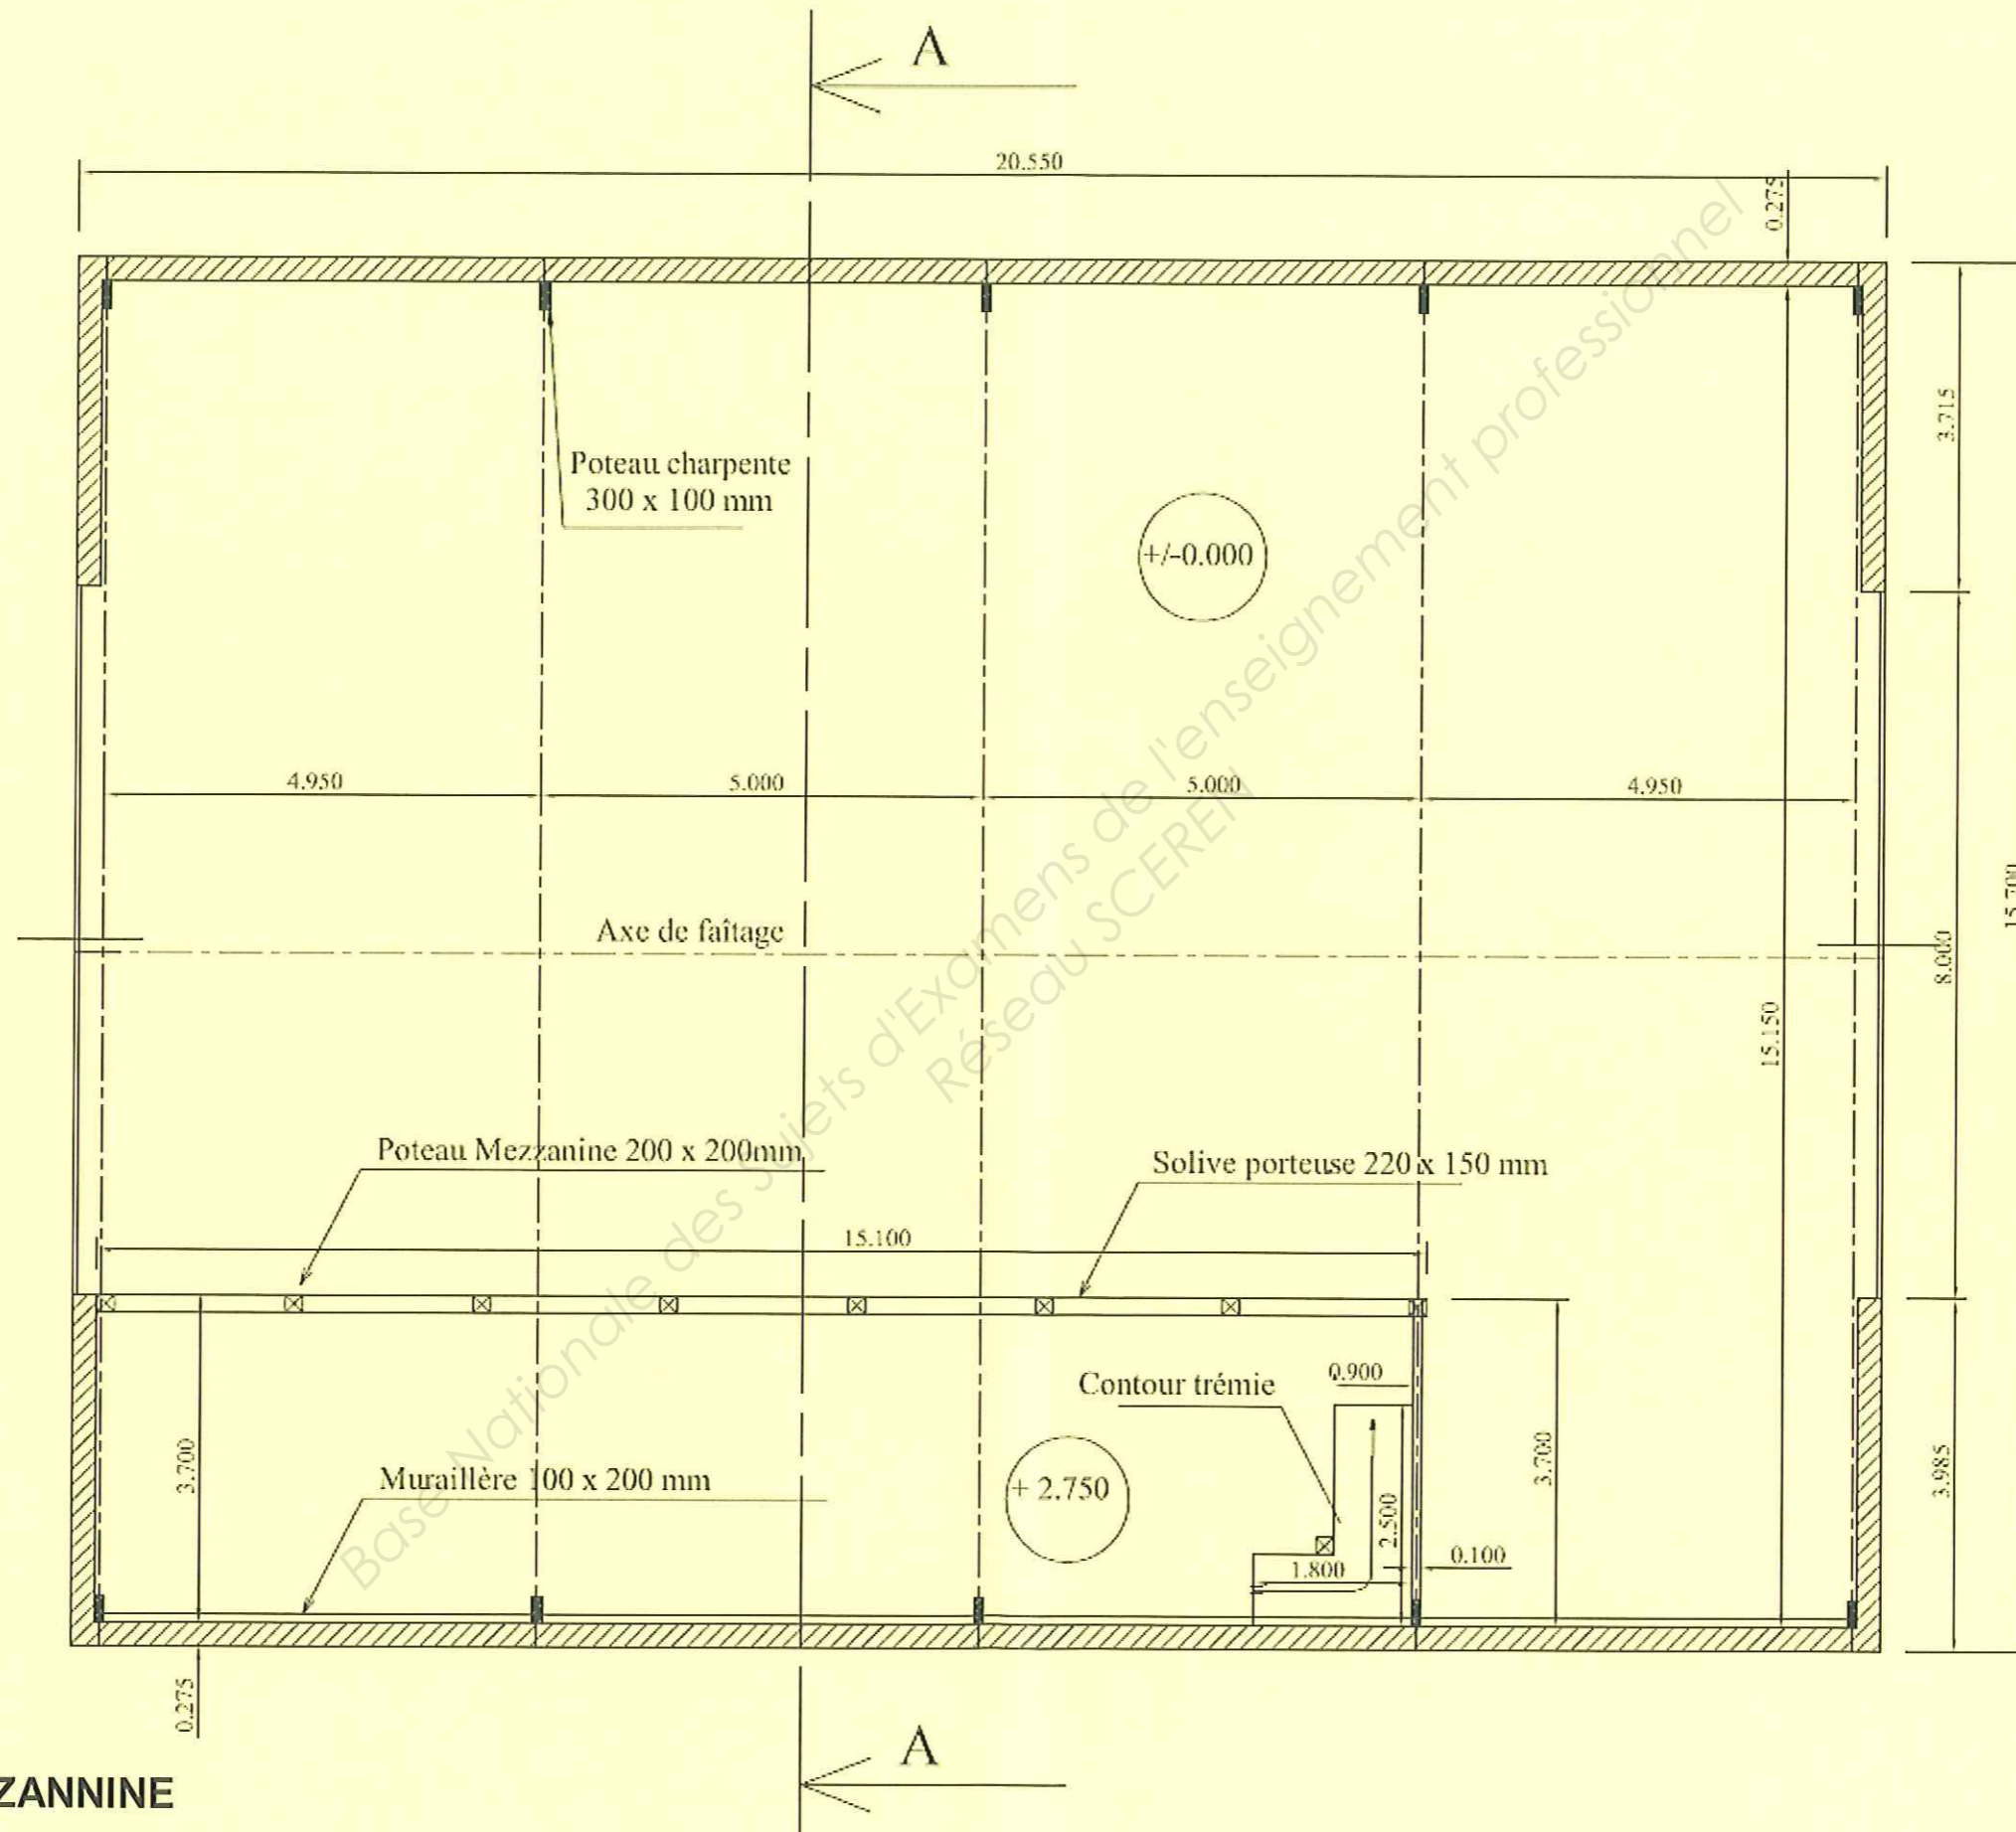 A
20.550
0.275
3.715
Poteau charpente
300 x 100 mm
+/-0.000
4.950
5.000
5.000
4.950
15.700
Axe de faîtage
8.000
15.150
Poteau Mezzanine 200 x 200mm
Solive porteuse 220 x 150 mm
15.100
Contour trémie
0.900
3.700
Muraillère 100 x 200 mm
+ 2.750
2.500
1.800
0.100
3.700
3.985
0.275
A
ZANNINE
Base Nationale des Sujets d'Examens de l'enseignement professionnel
Réseau SCEREN